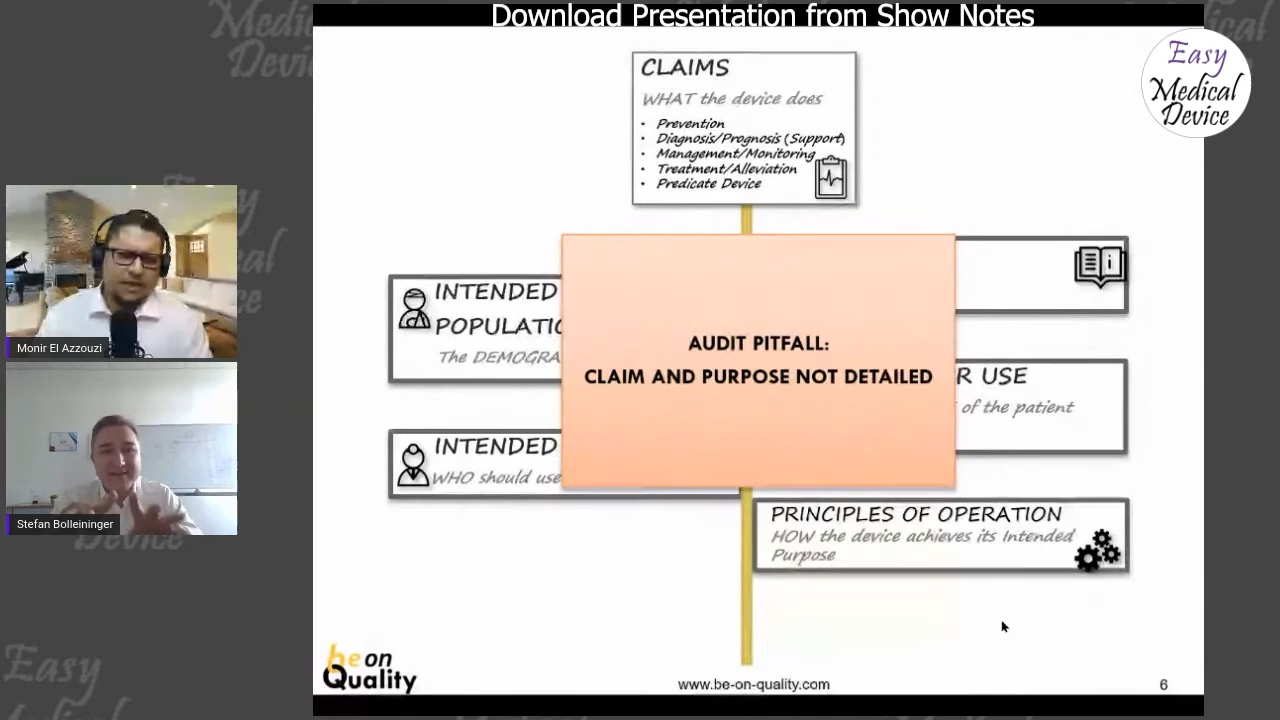 Download Presentation from Show Notes
Easy
Medical
Device
CLAIMS
WHAT the device does
• Prevention
• Diagnosis/Prognosis (Support)
• Management/Monitoring
• Treatment/Alleviation
• Predicate Device
INTENDED
The DEMOGRA
INTENDED
WHO should use
AUDIT PITFALL:
CLAIM AND PURPOSE NOT DETAILED
R USE
of the patient
PRINCIPLES OF OPERATION
HOW the device achieves its Intended
Purpose
Monir El Azzouzi
Stefan Bolleininger
be on
Quality
www.be-on-quality.com
6